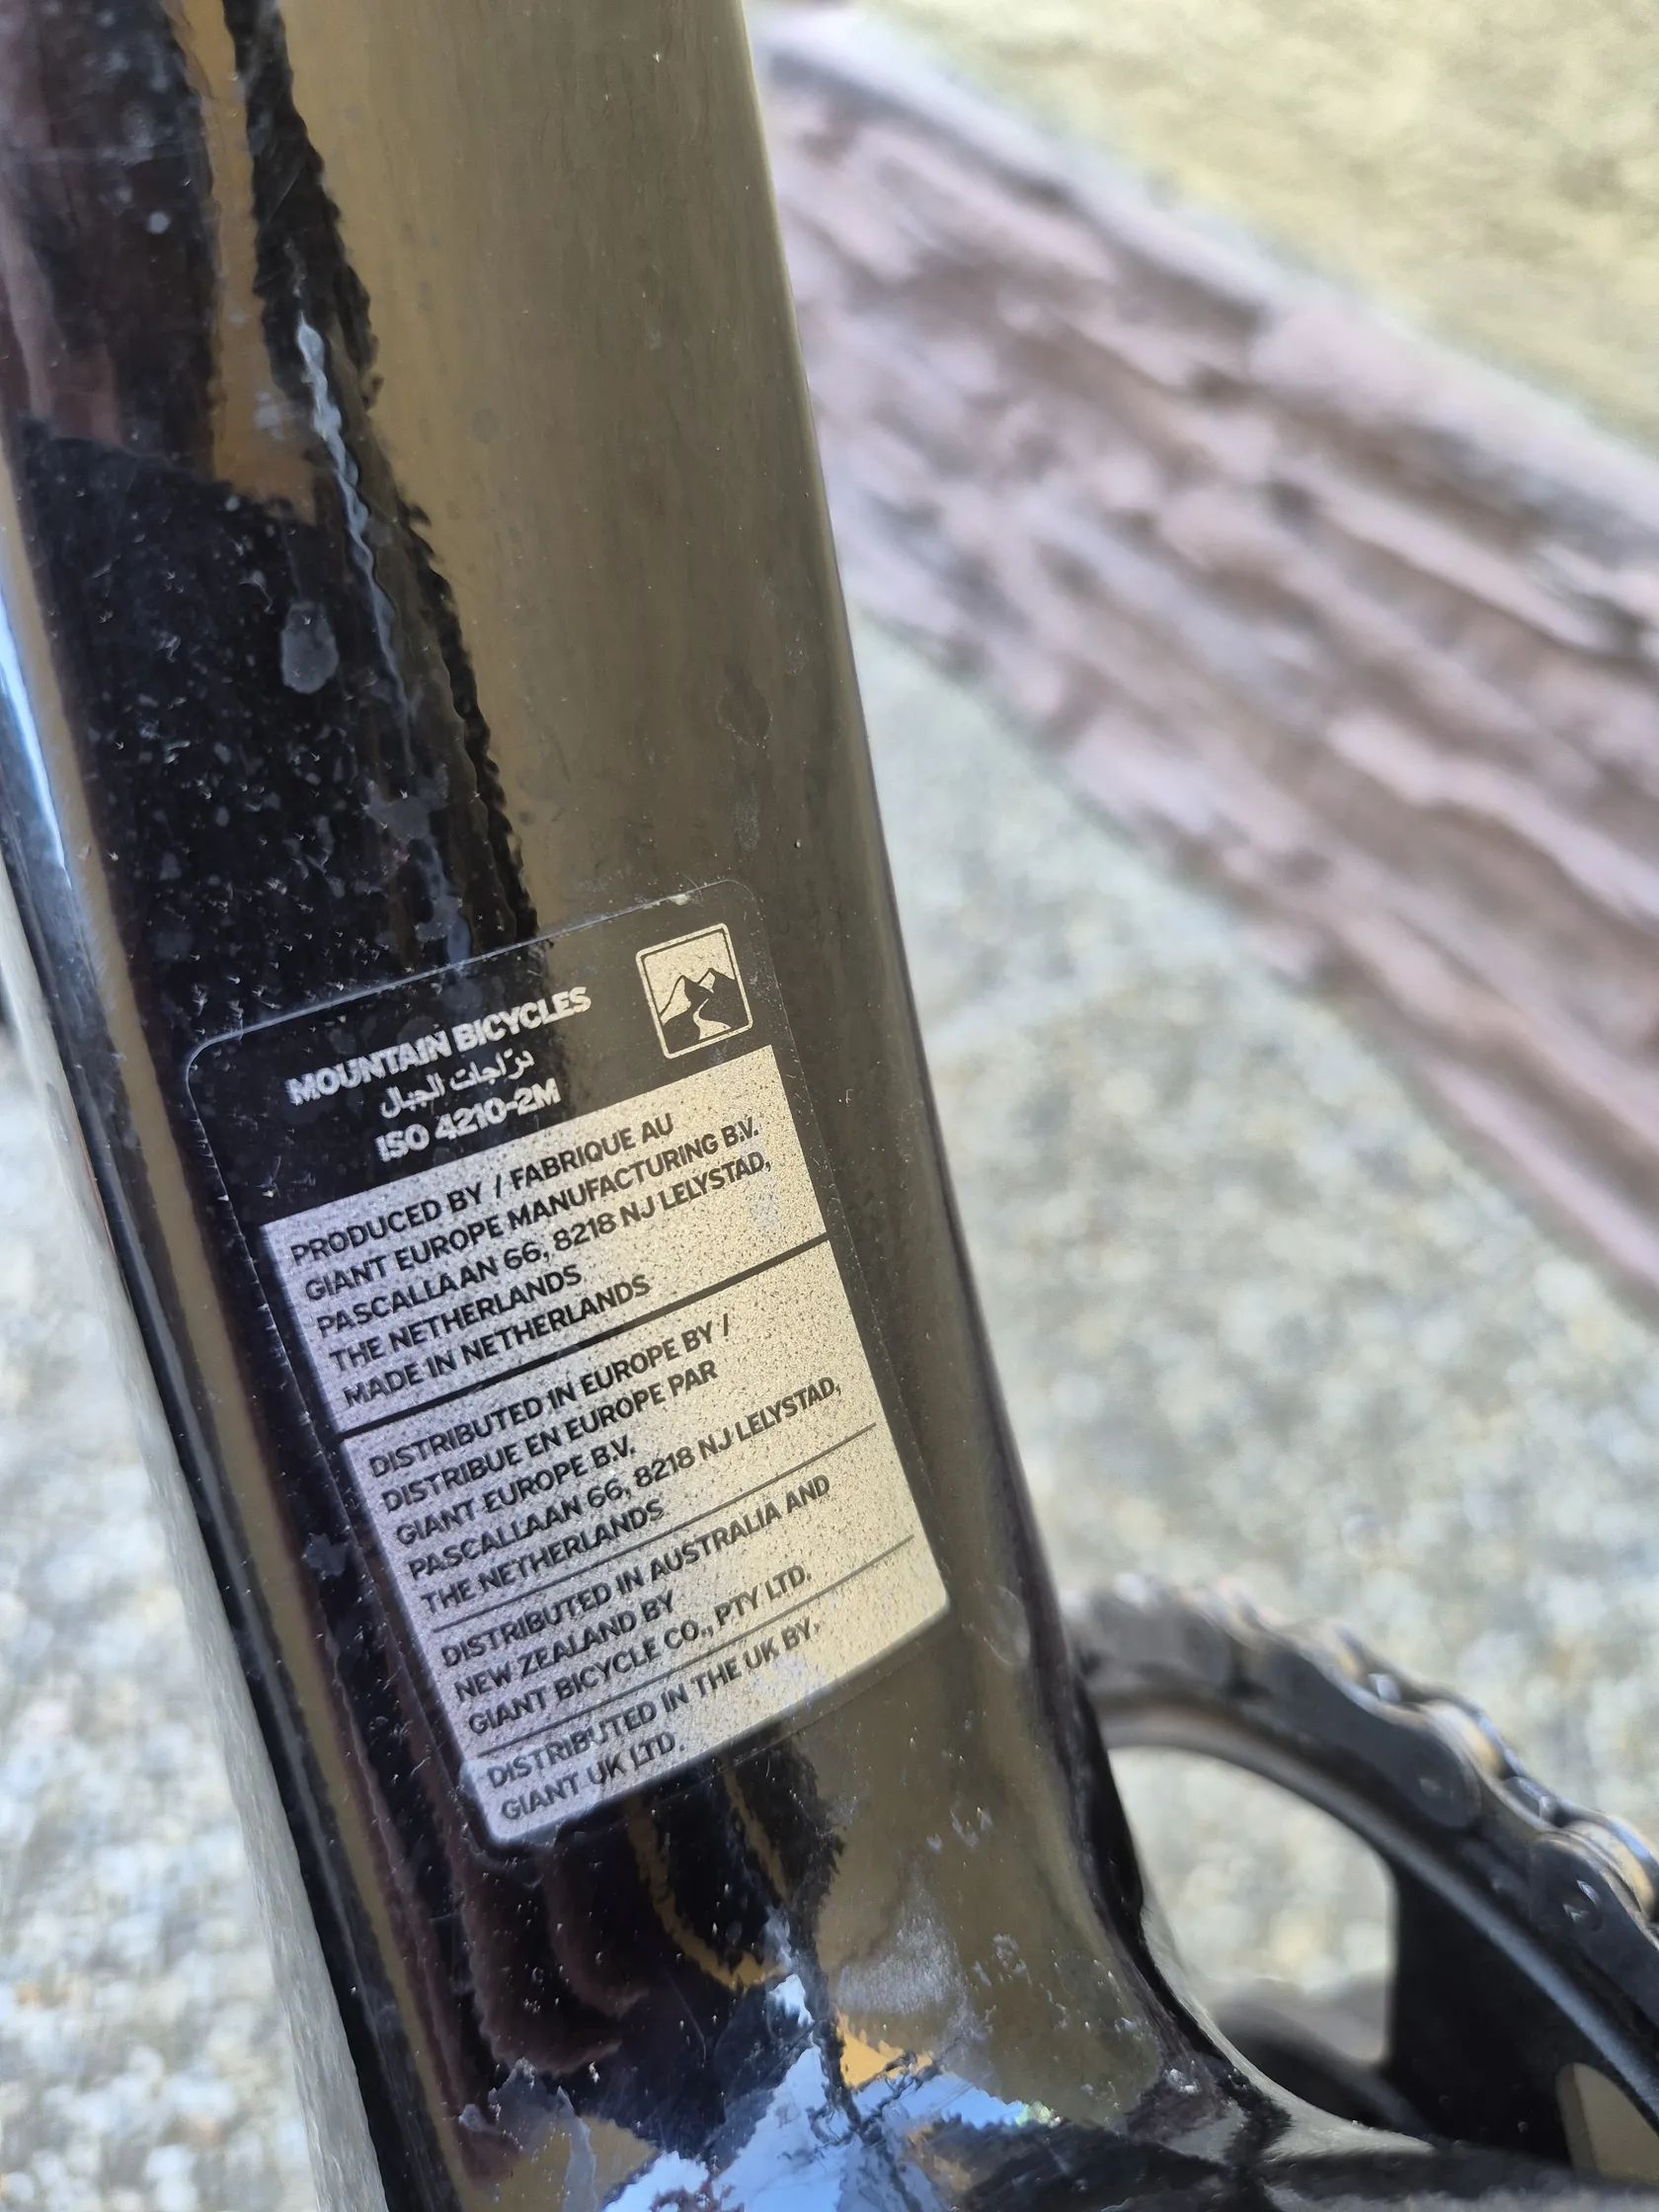 MOUNTAIN BICYCLES
درّاجات الجبال
ISO 4210-2M
PRODUCED BY / FABRIQUE AU
GIANT EUROPE MANUFACTURING B.V.
PASCALLAAN 66, 8218 NJ LELYSTAD,
THE NETHERLANDS
MADE IN NETHERLANDS
DISTRIBUTED IN EUROPE BY /
DISTRIBUE EN EUROPE PAR
GIANT EUROPE B.V.
PASCALLAAN 66, 8218 NJ LELYSTAD,
THE NETHERLANDS
DISTRIBUTED IN AUSTRALIA AND
NEW ZEALAND BY
GIANT BICYCLE CO., PTY LTD.
DISTRIBUTED IN THE UK BY,
GIANT UK LTD.